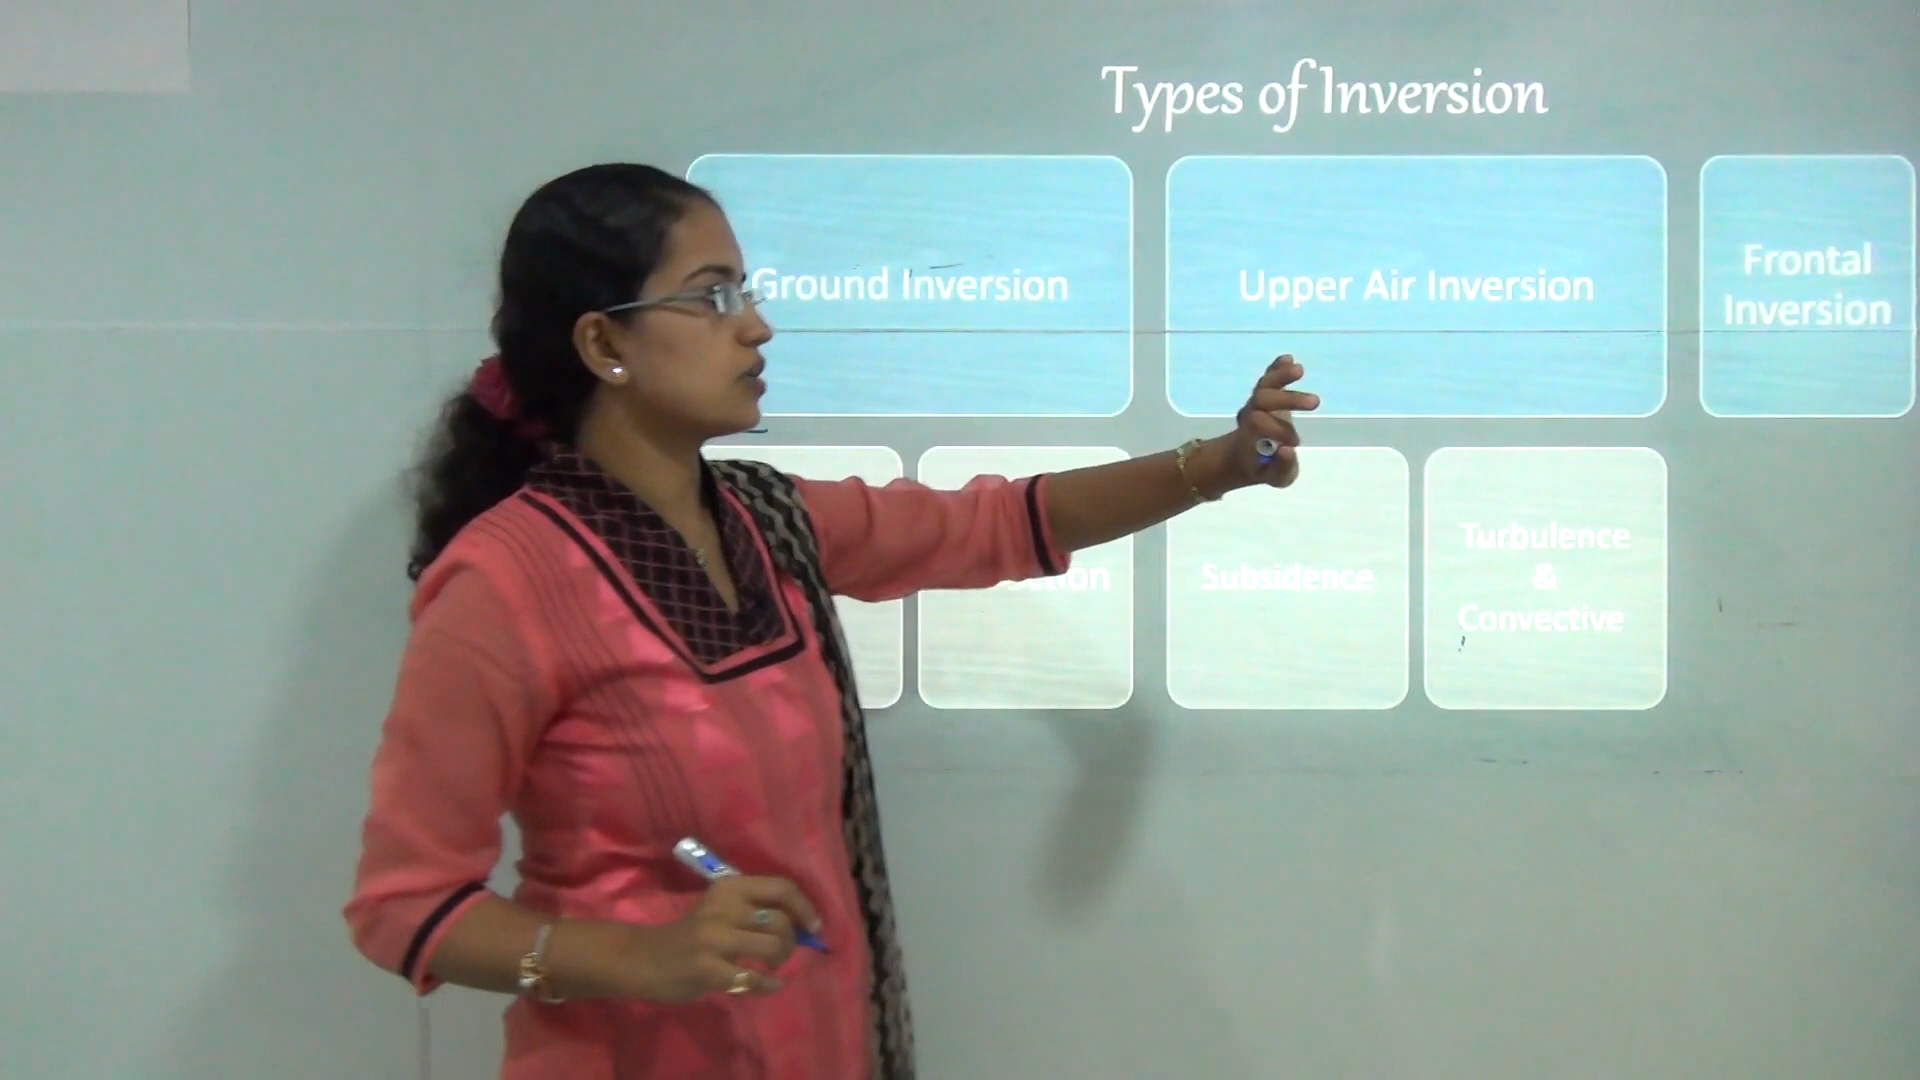 Types of Inversion
Ground Inversion
Upper Air Inversion
Frontal
Inversion
Subsidence
Turbulence
&
Convective